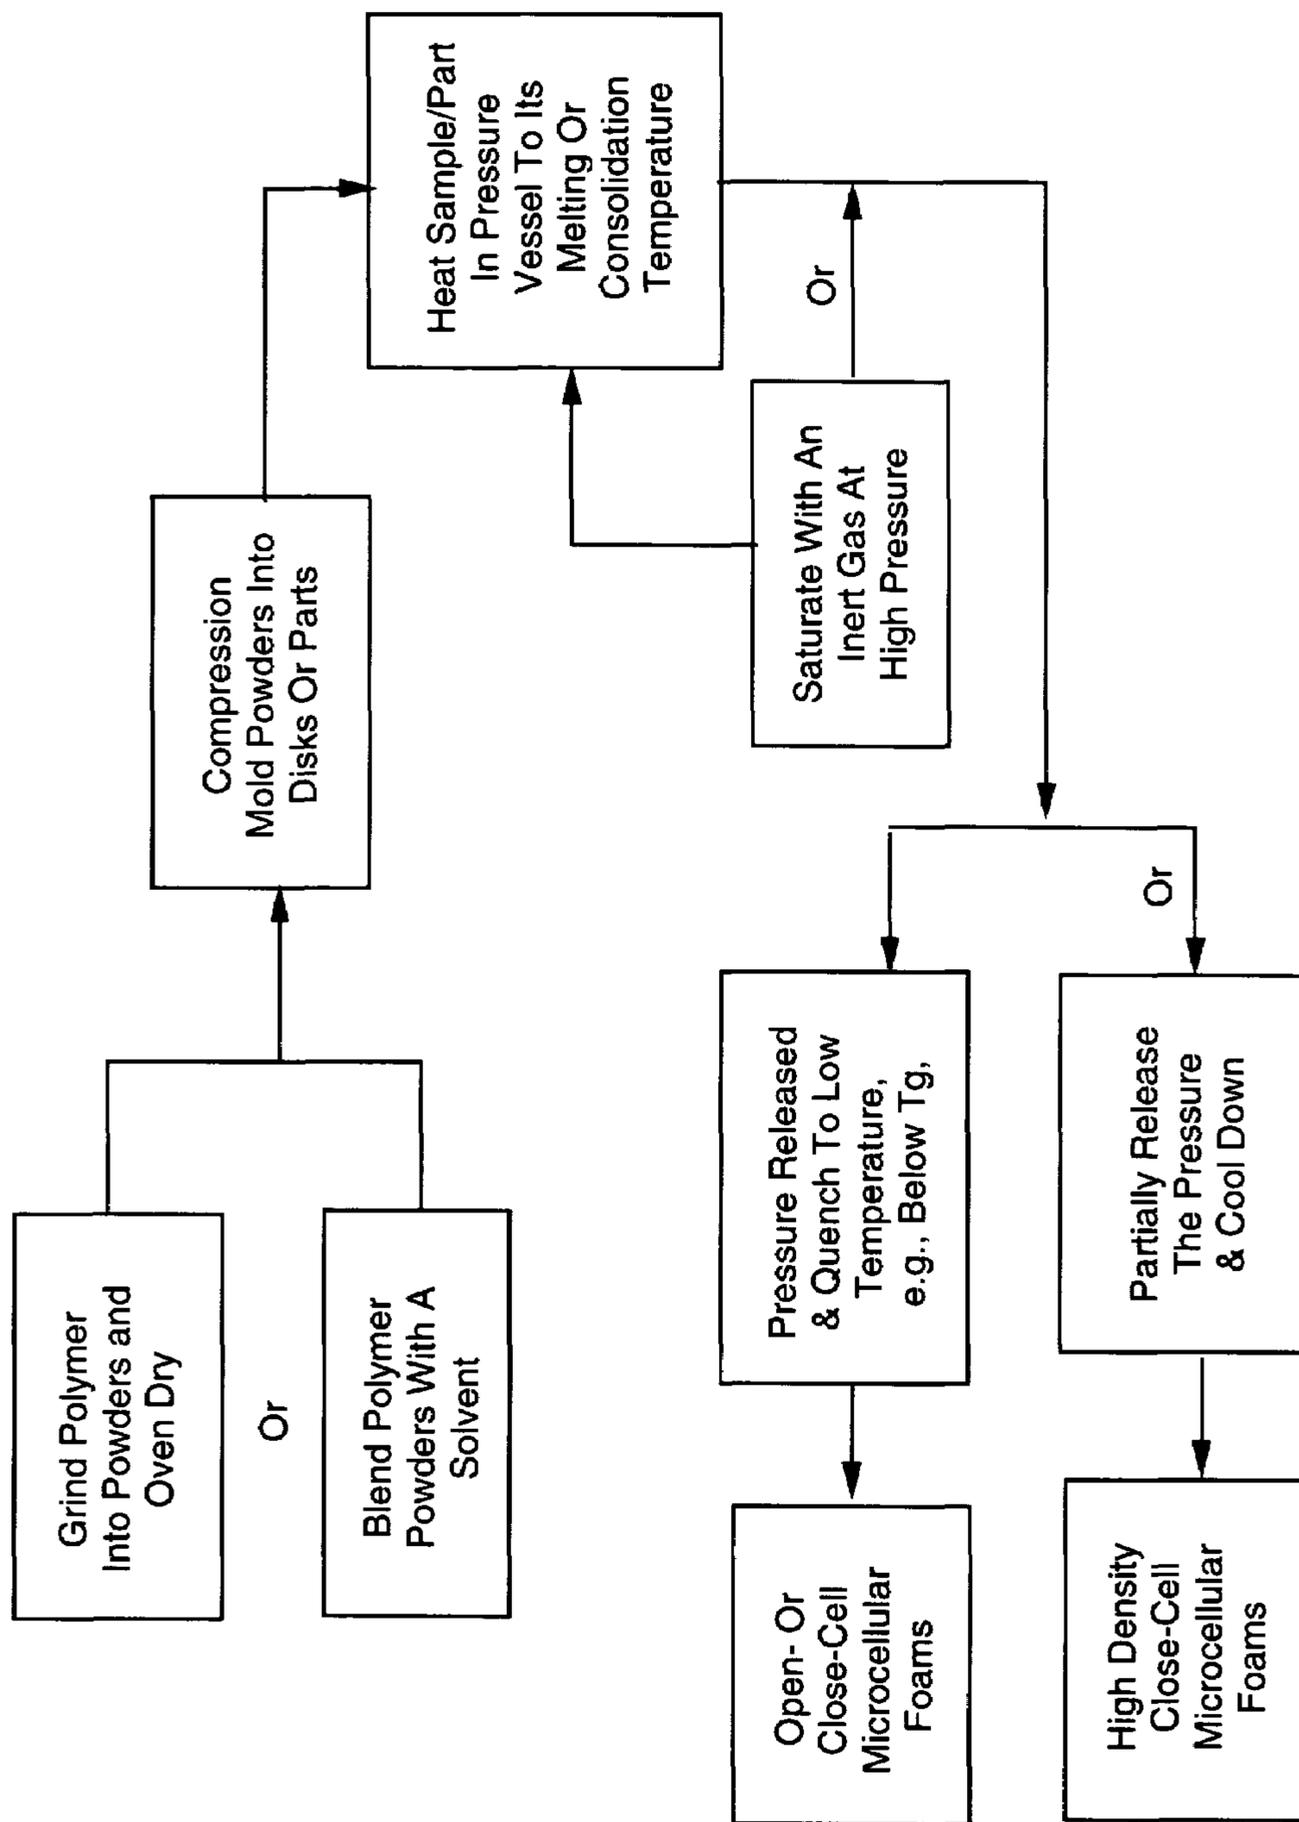 Grind Polymer
Into Powders and
Oven Dry
Or
Blend Polymer
Powders With A
Solvent
Compression
Mold Powders Into
Disks Or Parts
Heat Sample/Part
In Pressure
Vessel To Its
Melting Or
Consolidation
Temperature
Saturate With An
Inert Gas At
High Pressure
Or
Pressure Released
& Quench To Low
Temperature,
e.g., Below Tg,
Or
Partially Release
The Pressure
& Cool Down
Open- Or
Close-Cell
Microcellular
Foams
High Density
Close-Cell
Microcellular
Foams